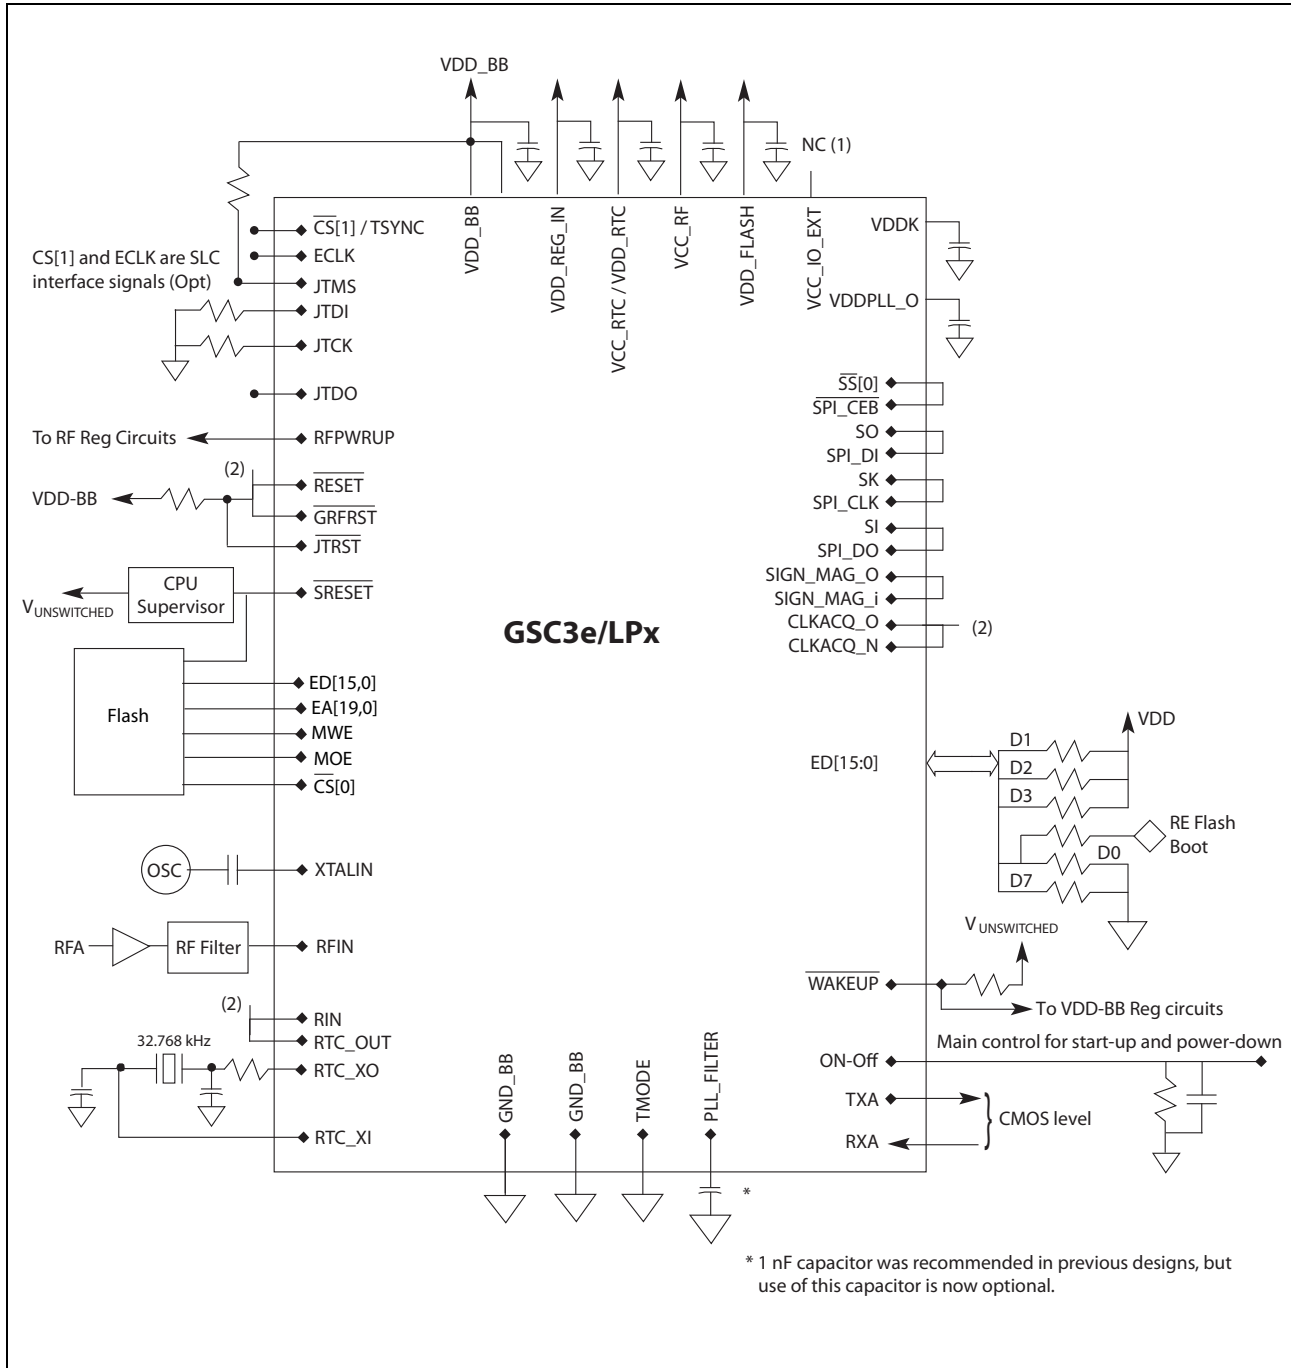 VDD_BB
NC (1)
VDD_BB
VDD_REG_IN
VCC_RTC / VDD_RTC
VCC_RF
VDD_FLASH
VCC_IO_EXT
VDDK
VDDPLL_O
CS[1] / TSYNC
ECLK
CS[1] and ECLK are SLC
interface signals (Opt)
JTMS
JTDI
JTCK
JTDO
To RF Reg Circuits
RFPWRUP
(2)
RESET
VDD-BB
GRFRST
JTRST
CPU
Supervisor
SRESET
VUNSWITCHED
Flash
ED[15,0]
EA[19,0]
MWE
MOE
CS[0]
OSC
XTALIN
RFA
RF Filter
RFIN
(2)
RIN
RTC_OUT
32.768 kHz
RTC_XO
RTC_XI
GSC3e/LPx
SS[0]
SPI_CEB
SO
SPI_DI
SK
SPI_CLK
SI
SPI_DO
SIGN_MAG_O
SIGN_MAG_i
CLKACQ_O
(2)
CLKACQ_N
ED[15:0]
D1
VDD
D2
D3
RE Flash
Boot
D0
D7
V UNSWITCHED
WAKEUP
To VDD-BB Reg circuits
Main control for start-up and power-down
ON-Off
TXA
CMOS level
RXA
GND_BB
GND_BB
TMODE
PLL_FILTER
*
* 1 nF capacitor was recommended in previous designs, but
use of this capacitor is now optional.